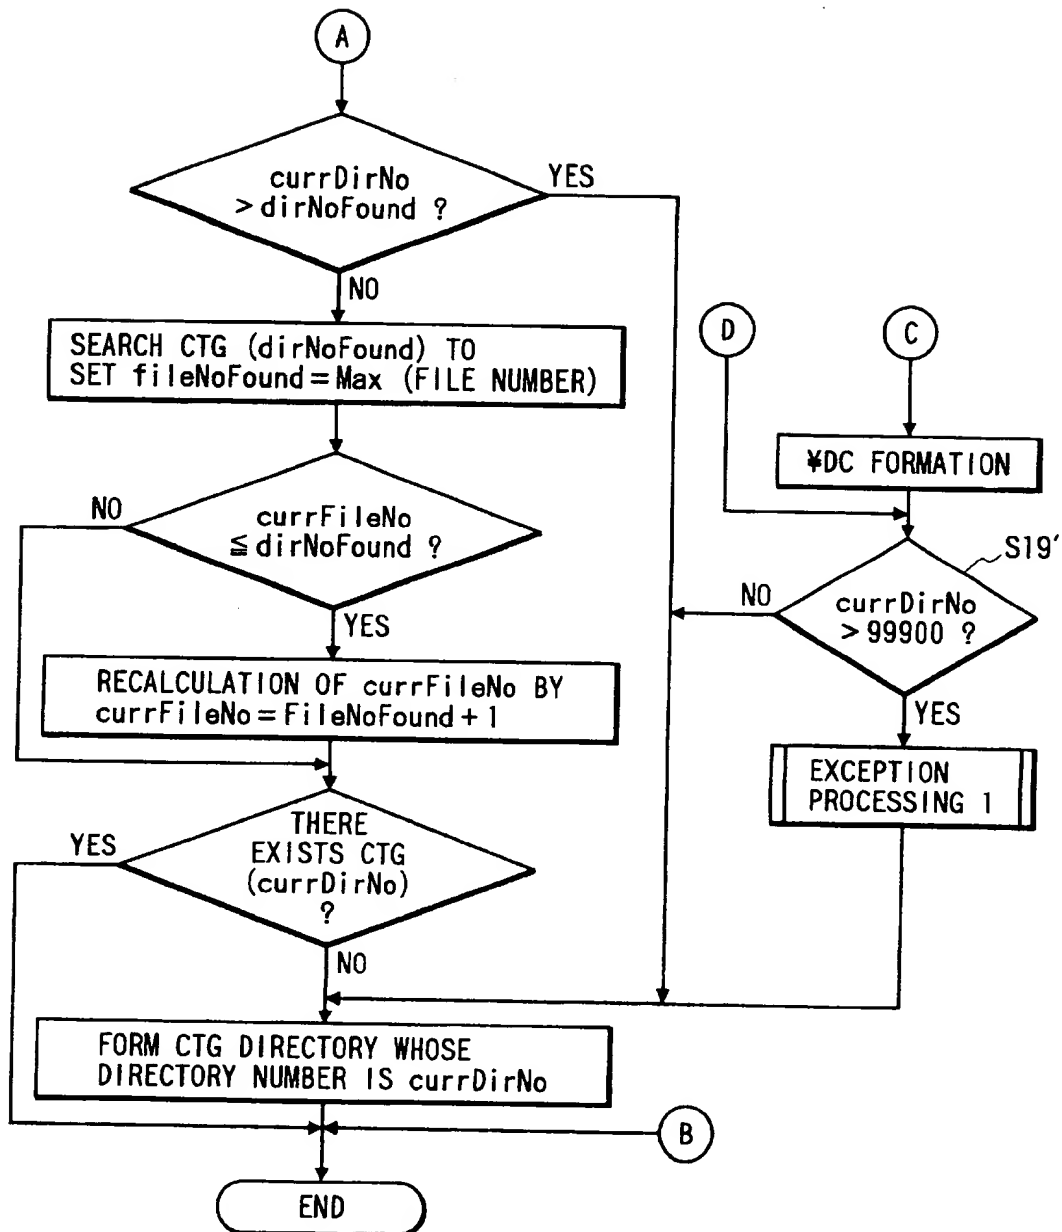 A
currDirNo
> dirNoFound ?
YES
NO
SEARCH CTG (dirNoFound) TO
SET fileNoFound=Max (FILE NUMBER)
D
C
¥DC FORMATION
NO
currFileNo
≦ dirNoFound ?
YES
S19'
NO
currDirNo
> 99900 ?
YES
RECALCULATION OF currFileNo BY
currFileNo=FileNoFound+1
EXCEPTION
PROCESSING 1
YES
THERE
EXISTS CTG
(currDirNo)
?
NO
FORM CTG DIRECTORY WHOSE
DIRECTORY NUMBER IS currDirNo
B
END